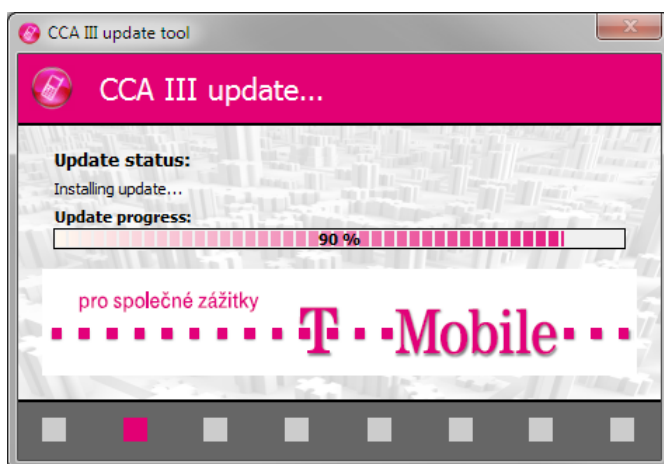 CCA III update tool
CCA III update...
Update status:
Installing update...
Update progress:
90 %
pro společné zážitky
T Mobile